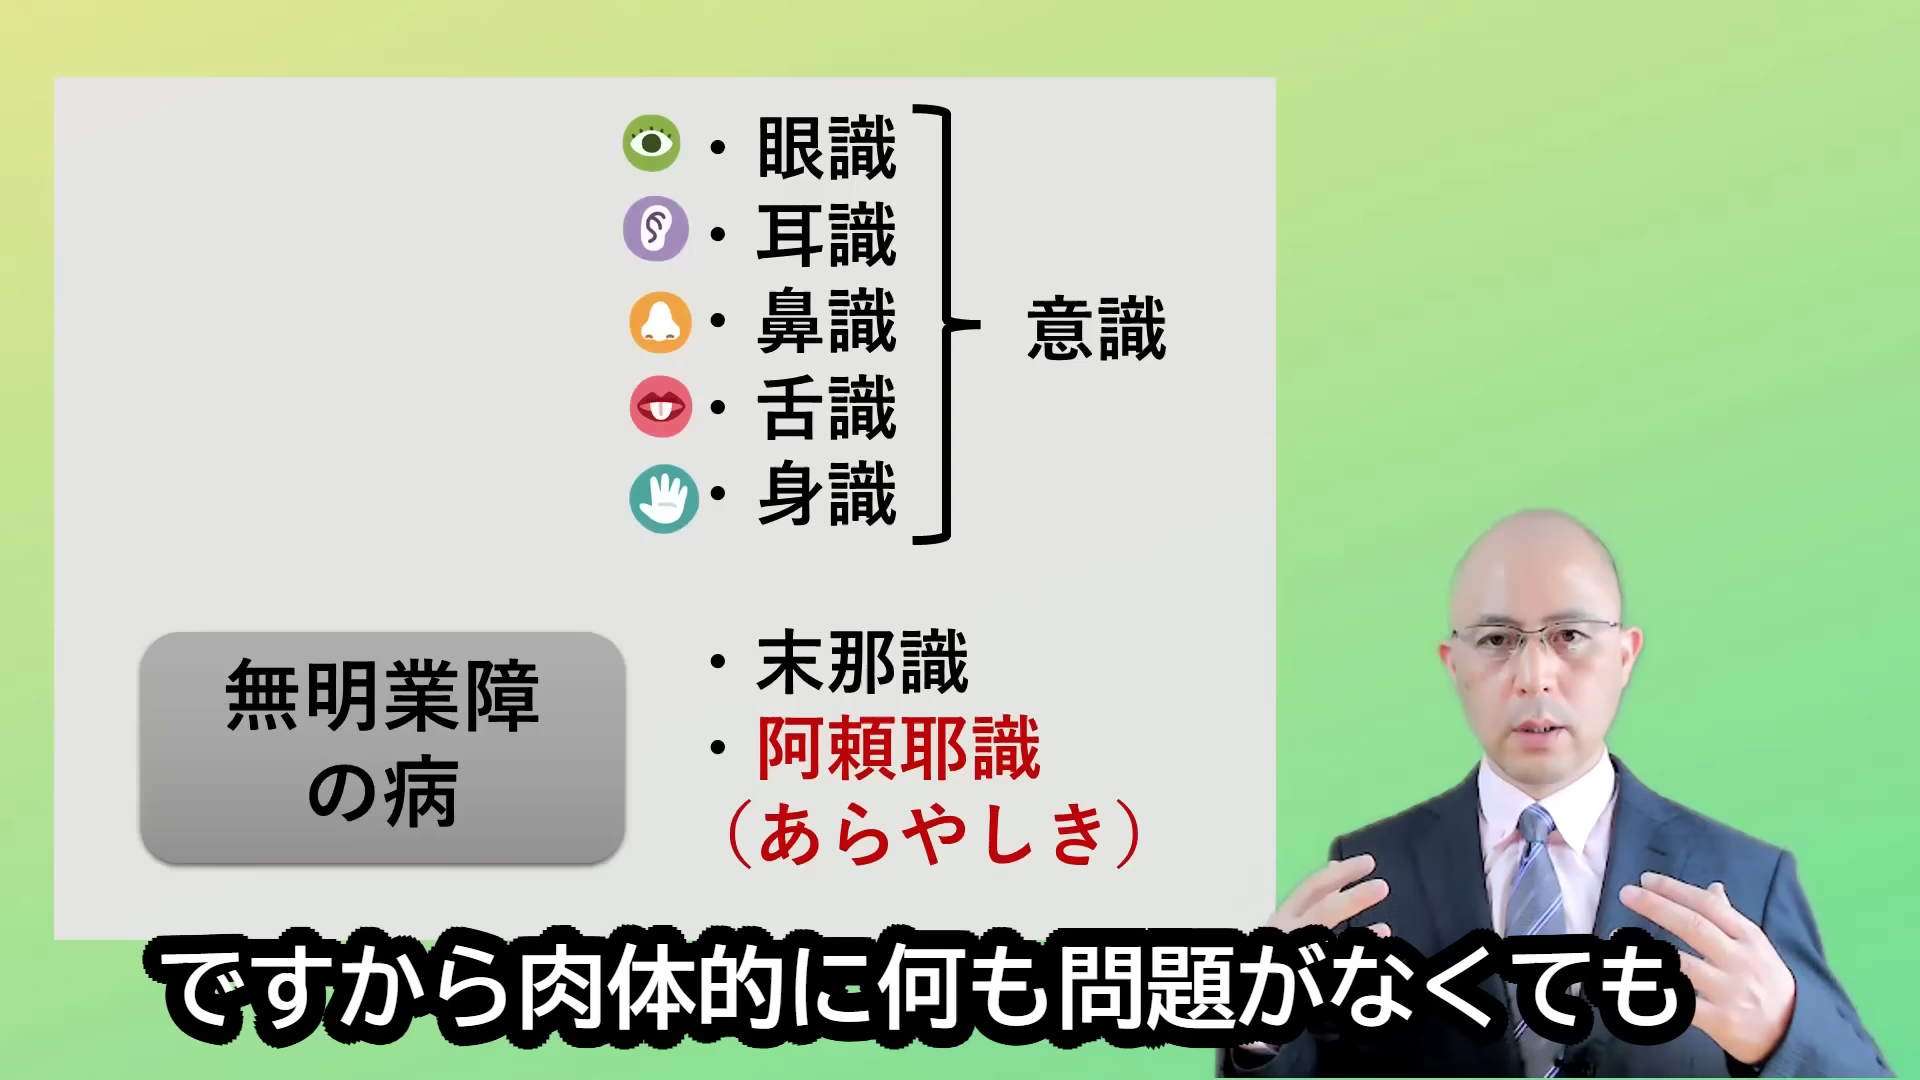 ・眼識
・耳識
・鼻識
・舌識
・身識
意識
無明業障
の病
・末那識
・阿頼耶識
（あらやしき）
ですから肉体的に何も問題がなくても